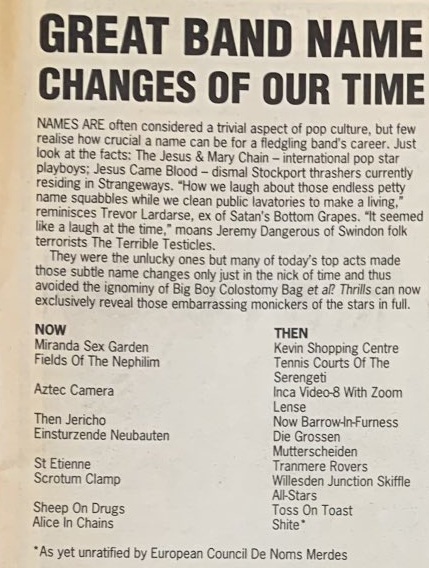 GREAT BAND NAME
CHANGES OF OUR TIME
NAMES ARE often considered a trivial aspect of pop culture, but few
realise how crucial a name can be for a fledgling band's career. Just
look at the facts: The Jesus & Mary Chain – international pop star
playboys; Jesus Came Blood – dismal Stockport thrashers currently
residing in Strangeways. "How we laugh about those endless petty
name squabbles while we clean public lavatories to make a living,"
reminisces Trevor Lardarse, ex of Satan's Bottom Grapes. "It seemed
like a laugh at the time," moans Jeremy Dangerous of Swindon folk
terrorists The Terrible Testicles.
They were the unlucky ones but many of today's top acts made
those subtle name changes only just in the nick of time and thus
avoided the ignominy of Big Boy Colostomy Bag et al? Thrills can now
exclusively reveal those embarrassing monickers of the stars in full.
NOW THEN
Miranda Sex Garden Kevin Shopping Centre
Fields Of The Nephilim Tennis Courts Of The
Serengeti
Aztec Camera Inca Video-8 With Zoom
Lense
Then Jericho Now Barrow-In-Furness
Einsturzende Neubauten Die Grossen
Mutterscheiden
St Etienne Tranmere Rovers
Scrotum Clamp Willesden Junction Skiffle
All-Stars
Sheep On Drugs Toss On Toast
Alice In Chains Shite*
*As yet unratified by European Council De Noms Merdes